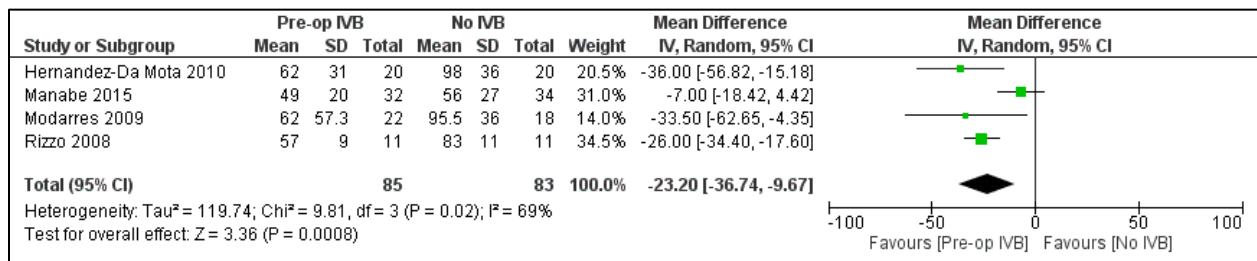 Pre-op IVB No IVB Mean Difference Mean Difference
Study or Subgroup Mean SD Total Mean SD Total Weight IV, Random, 95% CI IV, Random, 95% CI
Hernandez-Da Mota 2010 62 31 20 98 36 20 20.5% -36.00 [-56.82, -15.18]
Manabe 2015 49 20 32 56 27 34 31.0% -7.00 [-18.42, 4.42]
Modarres 2009 62 57.3 22 95.5 36 18 14.0% -33.50 [-62.65, -4.35]
Rizzo 2008 57 9 11 83 11 11 34.5% -26.00 [-34.40, -17.60]
Total (95% CI) 85 83 100.0% -23.20 [-36.74, -9.67]
Heterogeneity: Tau² = 119.74; Chi² = 9.81, df = 3 (P = 0.02); I² = 69%
Test for overall effect: Z = 3.36 (P = 0.0008)
-100 -50 0 50 100
Favours [Pre-op IVB] Favours [No IVB]